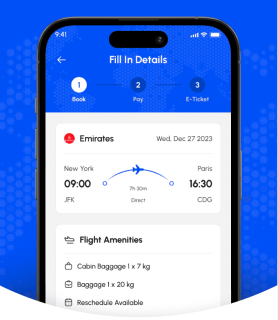 9:41
Fill In Details
1 2 3
Book Pay E-Ticket
Emirates Wed, Dec 27 2023
New York Paris
09:00 7h 30m 16:30
JFK Direct CDG
Flight Amenities
Cabin Baggage 1 x 7 kg
Baggage 1 x 20 kg
Reschedule Available